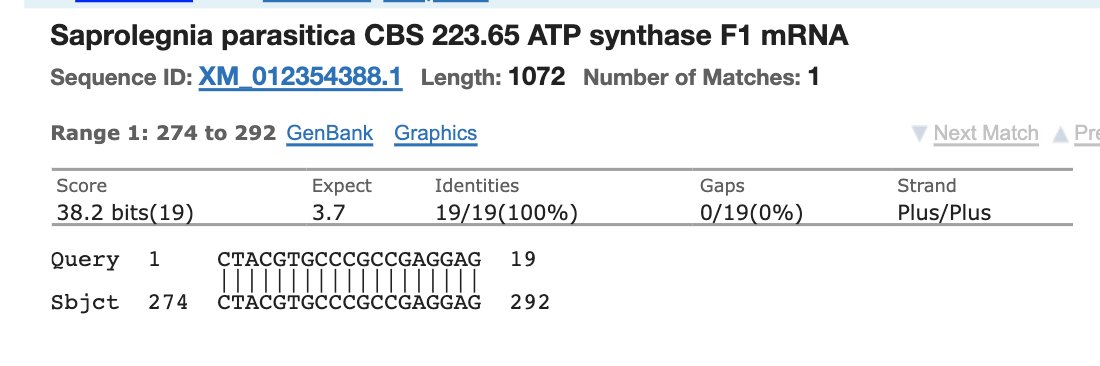 Saprolegnia parasitica CBS 223.65 ATP synthase F1 mRNA
Sequence ID: XM_012354388.1 Length: 1072 Number of Matches: 1
Range 1: 274 to 292 GenBank Graphics Next Match
Score Expect Identities Gaps Strand
38.2 bits(19) 3.7 19/19(100%) 0/19(0%) Plus/Plus
Query 1 CTACGTGCCCGCCGAGGAG 19
|||||||||||||||||||
Sbjct 274 CTACGTGCCCGCCGAGGAG 292